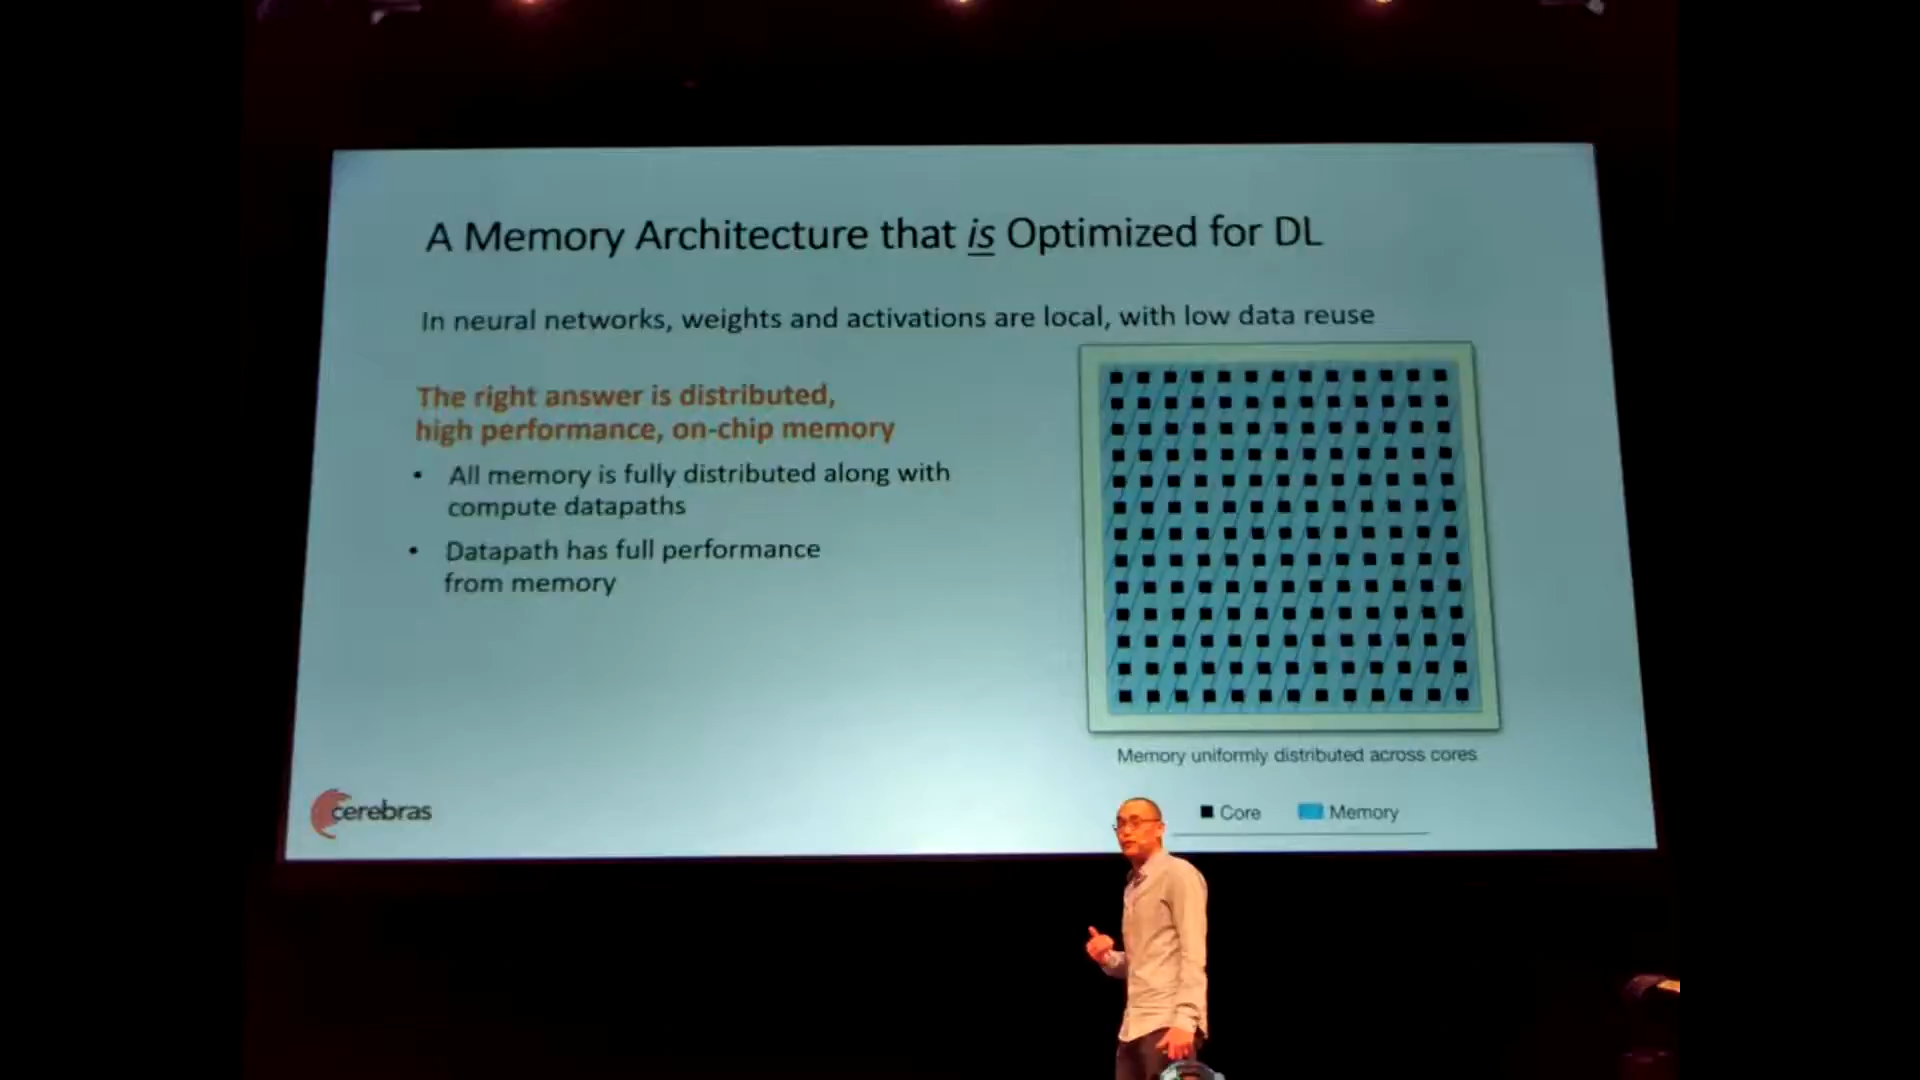 A Memory Architecture that is Optimized for DL
In neural networks, weights and activations are local, with low data reuse
The right answer is distributed,
high performance, on-chip memory
• All memory is fully distributed along with
compute datapaths
• Datapath has full performance
from memory
Memory uniformly distributed across cores
Core Memory
cerebras